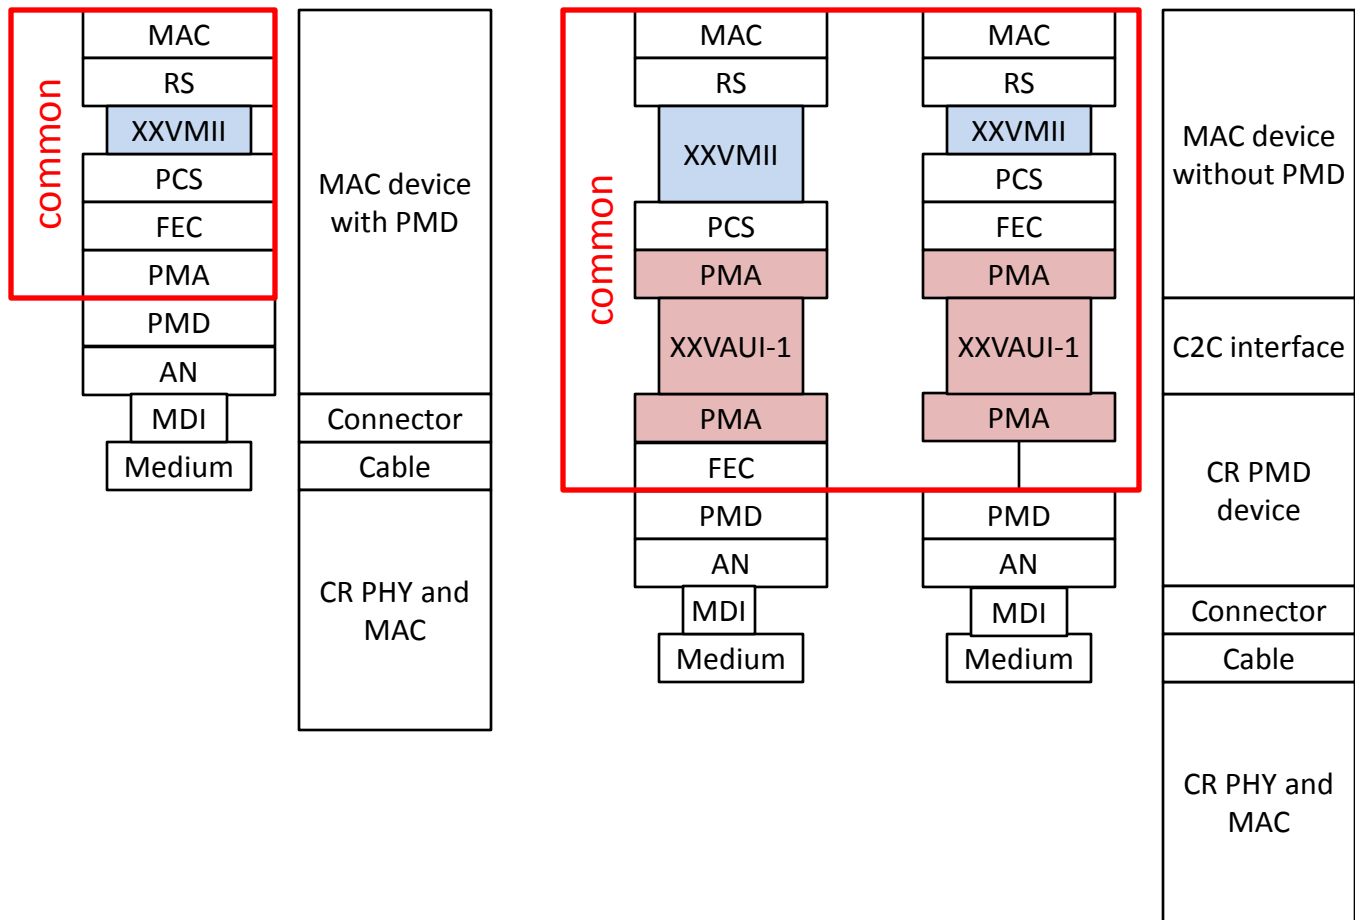 common
MAC
RS
XXVMII
PCS
FEC
PMA
PMD
AN
MDI
Medium
MAC device
with PMD
Connector
Cable
CR PHY and
MAC
common
MAC
RS
XXVMII
PCS
PMA
XXVAUI-1
PMA
FEC
PMD
AN
MDI
Medium
MAC
RS
XXVMII
PCS
FEC
PMA
XXVAUI-1
PMA
PMD
AN
MDI
Medium
MAC device
without PMD
C2C interface
CR PMD
device
Connector
Cable
CR PHY and
MAC